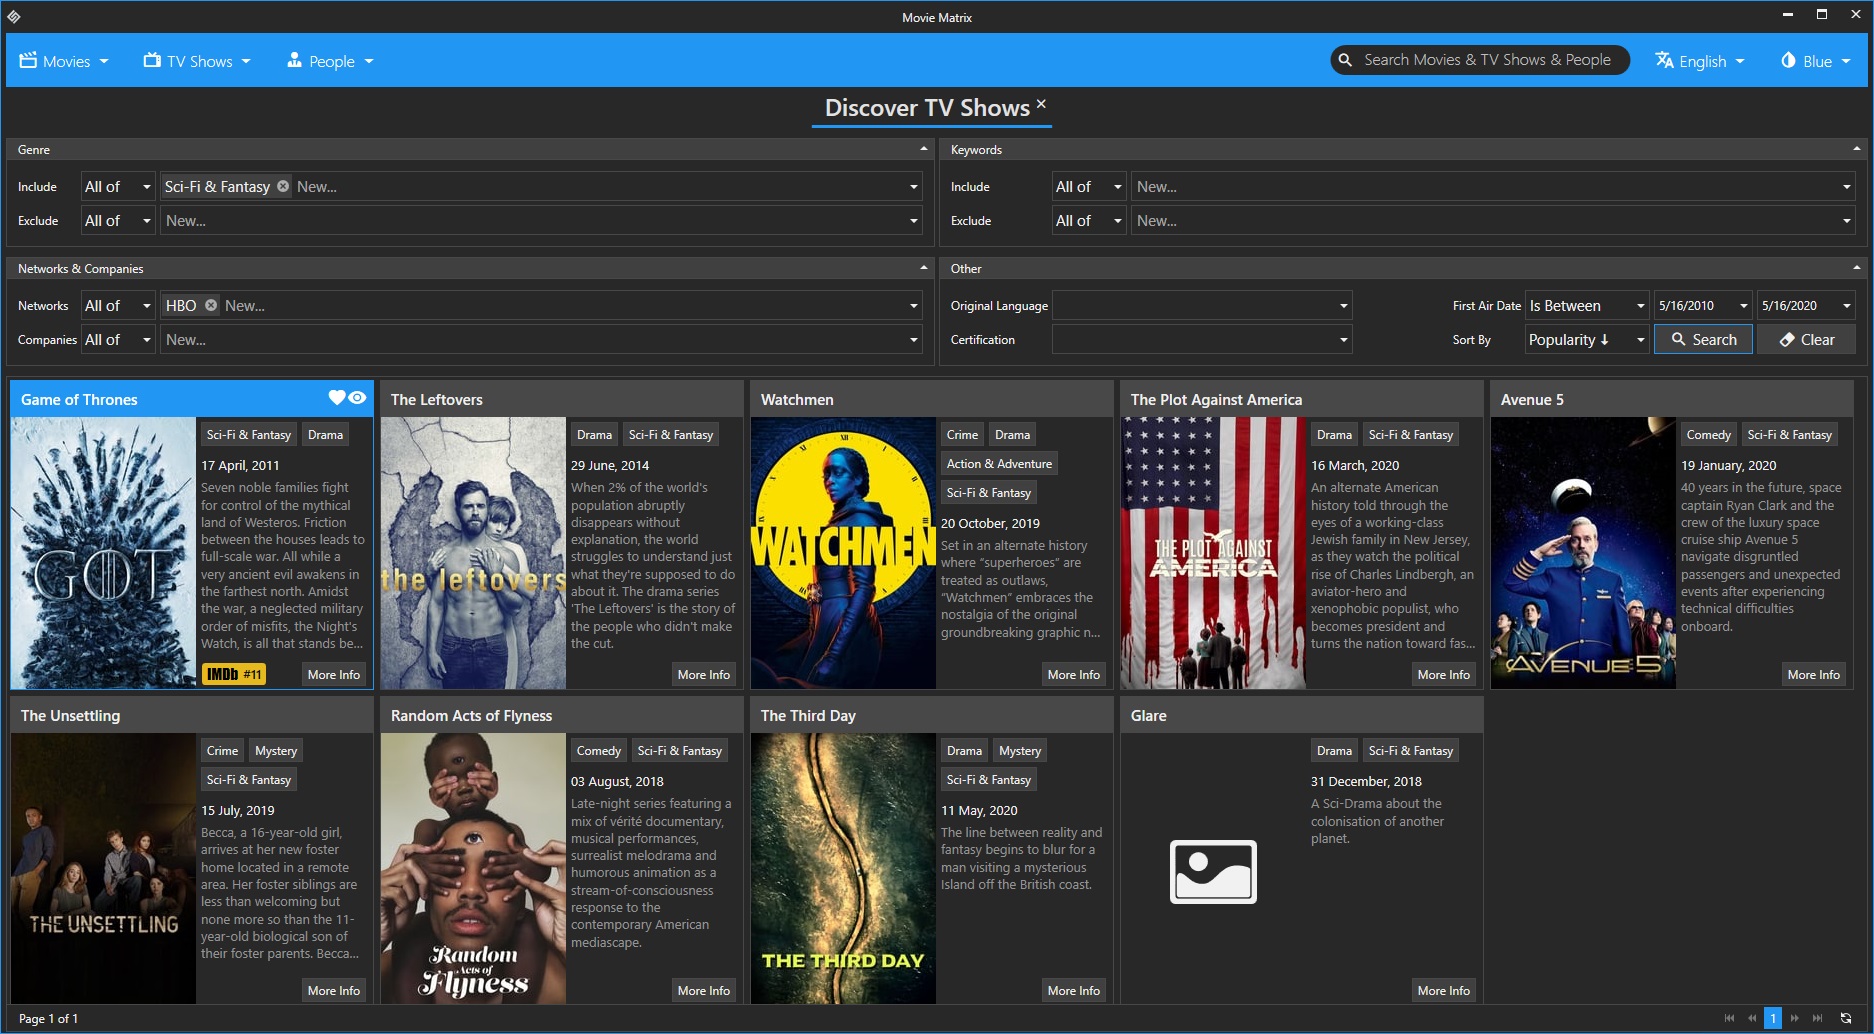 Movie Matrix
Movies
TV Shows
People
Search Movies & TV Shows & People
English
Blue
Discover TV Shows
Genre
Include
All of
Sci-Fi & Fantasy
New...
Exclude
All of
New...
Keywords
Include
All of
New...
Exclude
All of
New...
Networks & Companies
Networks
All of
HBO
New...
Companies
All of
New...
Other
Original Language
First Air Date
Is Between
5/16/2010
5/16/2020
Certification
Sort By
Popularity ↓
Search
Clear
Game of Thrones
GOT
Sci-Fi & Fantasy
Drama
17 April, 2011
Seven noble families fight
for control of the mythical
land of Westeros. Friction
between the houses leads to
full-scale war. All while a
very ancient evil awakens in
the farthest north. Amidst
the war, a neglected military
order of misfits, the Night's
Watch, is all that stands be...
IMDb #11
More Info
The Leftovers
the leftovers
Drama
Sci-Fi & Fantasy
29 June, 2014
When 2% of the world's
population abruptly
disappears without
explanation, the world
struggles to understand just
what they're supposed to do
about it. The drama series
'The Leftovers' is the story of
the people who didn't make
the cut.
More Info
Watchmen
WATCHMEN
Crime
Drama
Action & Adventure
Sci-Fi & Fantasy
20 October, 2019
Set in an alternate history
where “superheroes” are
treated as outlaws,
“Watchmen” embraces the
nostalgia of the original
groundbreaking graphic n...
More Info
The Plot Against America
THE PLOT AGAINST
AMERICA
Drama
Sci-Fi & Fantasy
16 March, 2020
An alternate American
history told through the
eyes of a working-class
Jewish family in New Jersey,
as they watch the political
rise of Charles Lindbergh, an
aviator-hero and
xenophobic populist, who
becomes president and
turns the nation toward fas...
More Info
Avenue 5
AVENUE 5
Comedy
Sci-Fi & Fantasy
19 January, 2020
40 years in the future, space
captain Ryan Clark and the
crew of the luxury space
cruise ship Avenue 5
navigate disgruntled
passengers and unexpected
events after experiencing
technical difficulties
onboard.
More Info
The Unsettling
THE UNSETTLING
Crime
Mystery
Sci-Fi & Fantasy
15 July, 2019
Becca, a 16-year-old girl,
arrives at her new foster
home located in a remote
area. Her foster siblings are
less than welcoming but
none more so than the 11-
year-old biological son of
their foster parents. Becca...
More Info
Random Acts of Flyness
Random
Acts of
Flyness
Comedy
Sci-Fi & Fantasy
03 August, 2018
Late-night series featuring a
mix of vérité documentary,
musical performances,
surrealist melodrama and
humorous animation as a
stream-of-consciousness
response to the
contemporary American
mediascape.
More Info
The Third Day
THE THIRD DAY
Drama
Mystery
Sci-Fi & Fantasy
11 May, 2020
The line between reality and
fantasy begins to blur for a
man visiting a mysterious
Island off the British coast.
More Info
Glare
Drama
Sci-Fi & Fantasy
31 December, 2018
A Sci-Drama about the
colonisation of another
planet.
More Info
Page 1 of 1
1